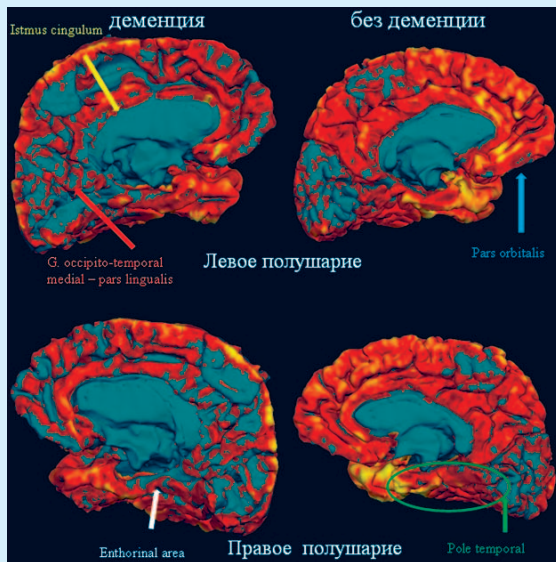 деменция
без деменции
Istmus cingulum
G. occipito-temporal
medial – pars lingualis
Левое полушарие
Pars orbitalis
Enthorinal area
Правое полушарие
Pole temporal